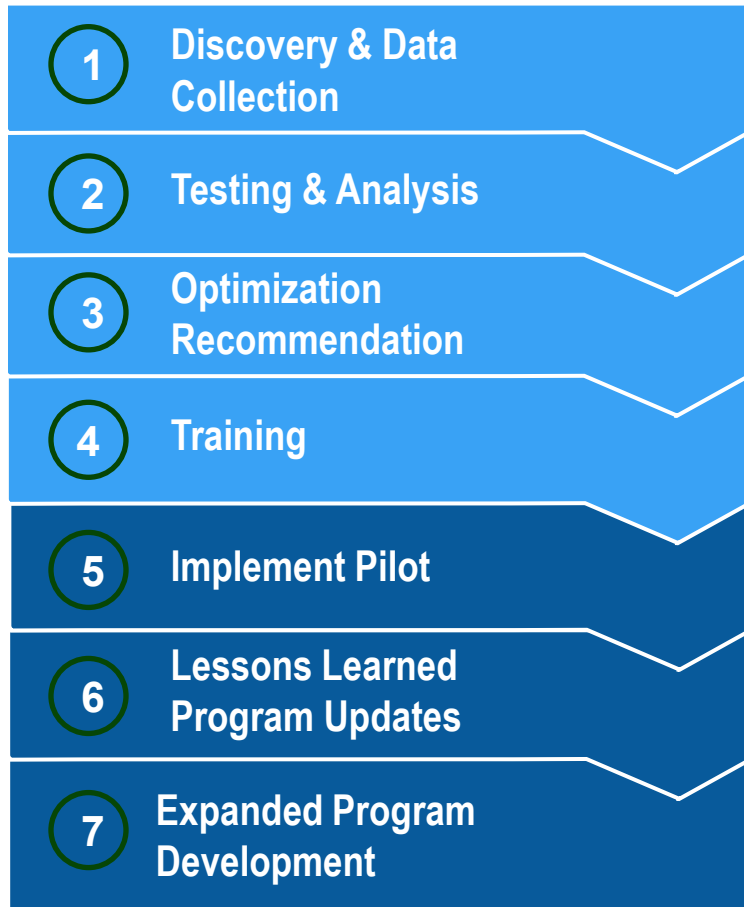 1
Discovery & Data
Collection
2
Testing & Analysis
3
Optimization
Recommendation
4
Training
5
Implement Pilot
6
Lessons Learned
Program Updates
7
Expanded Program
Development